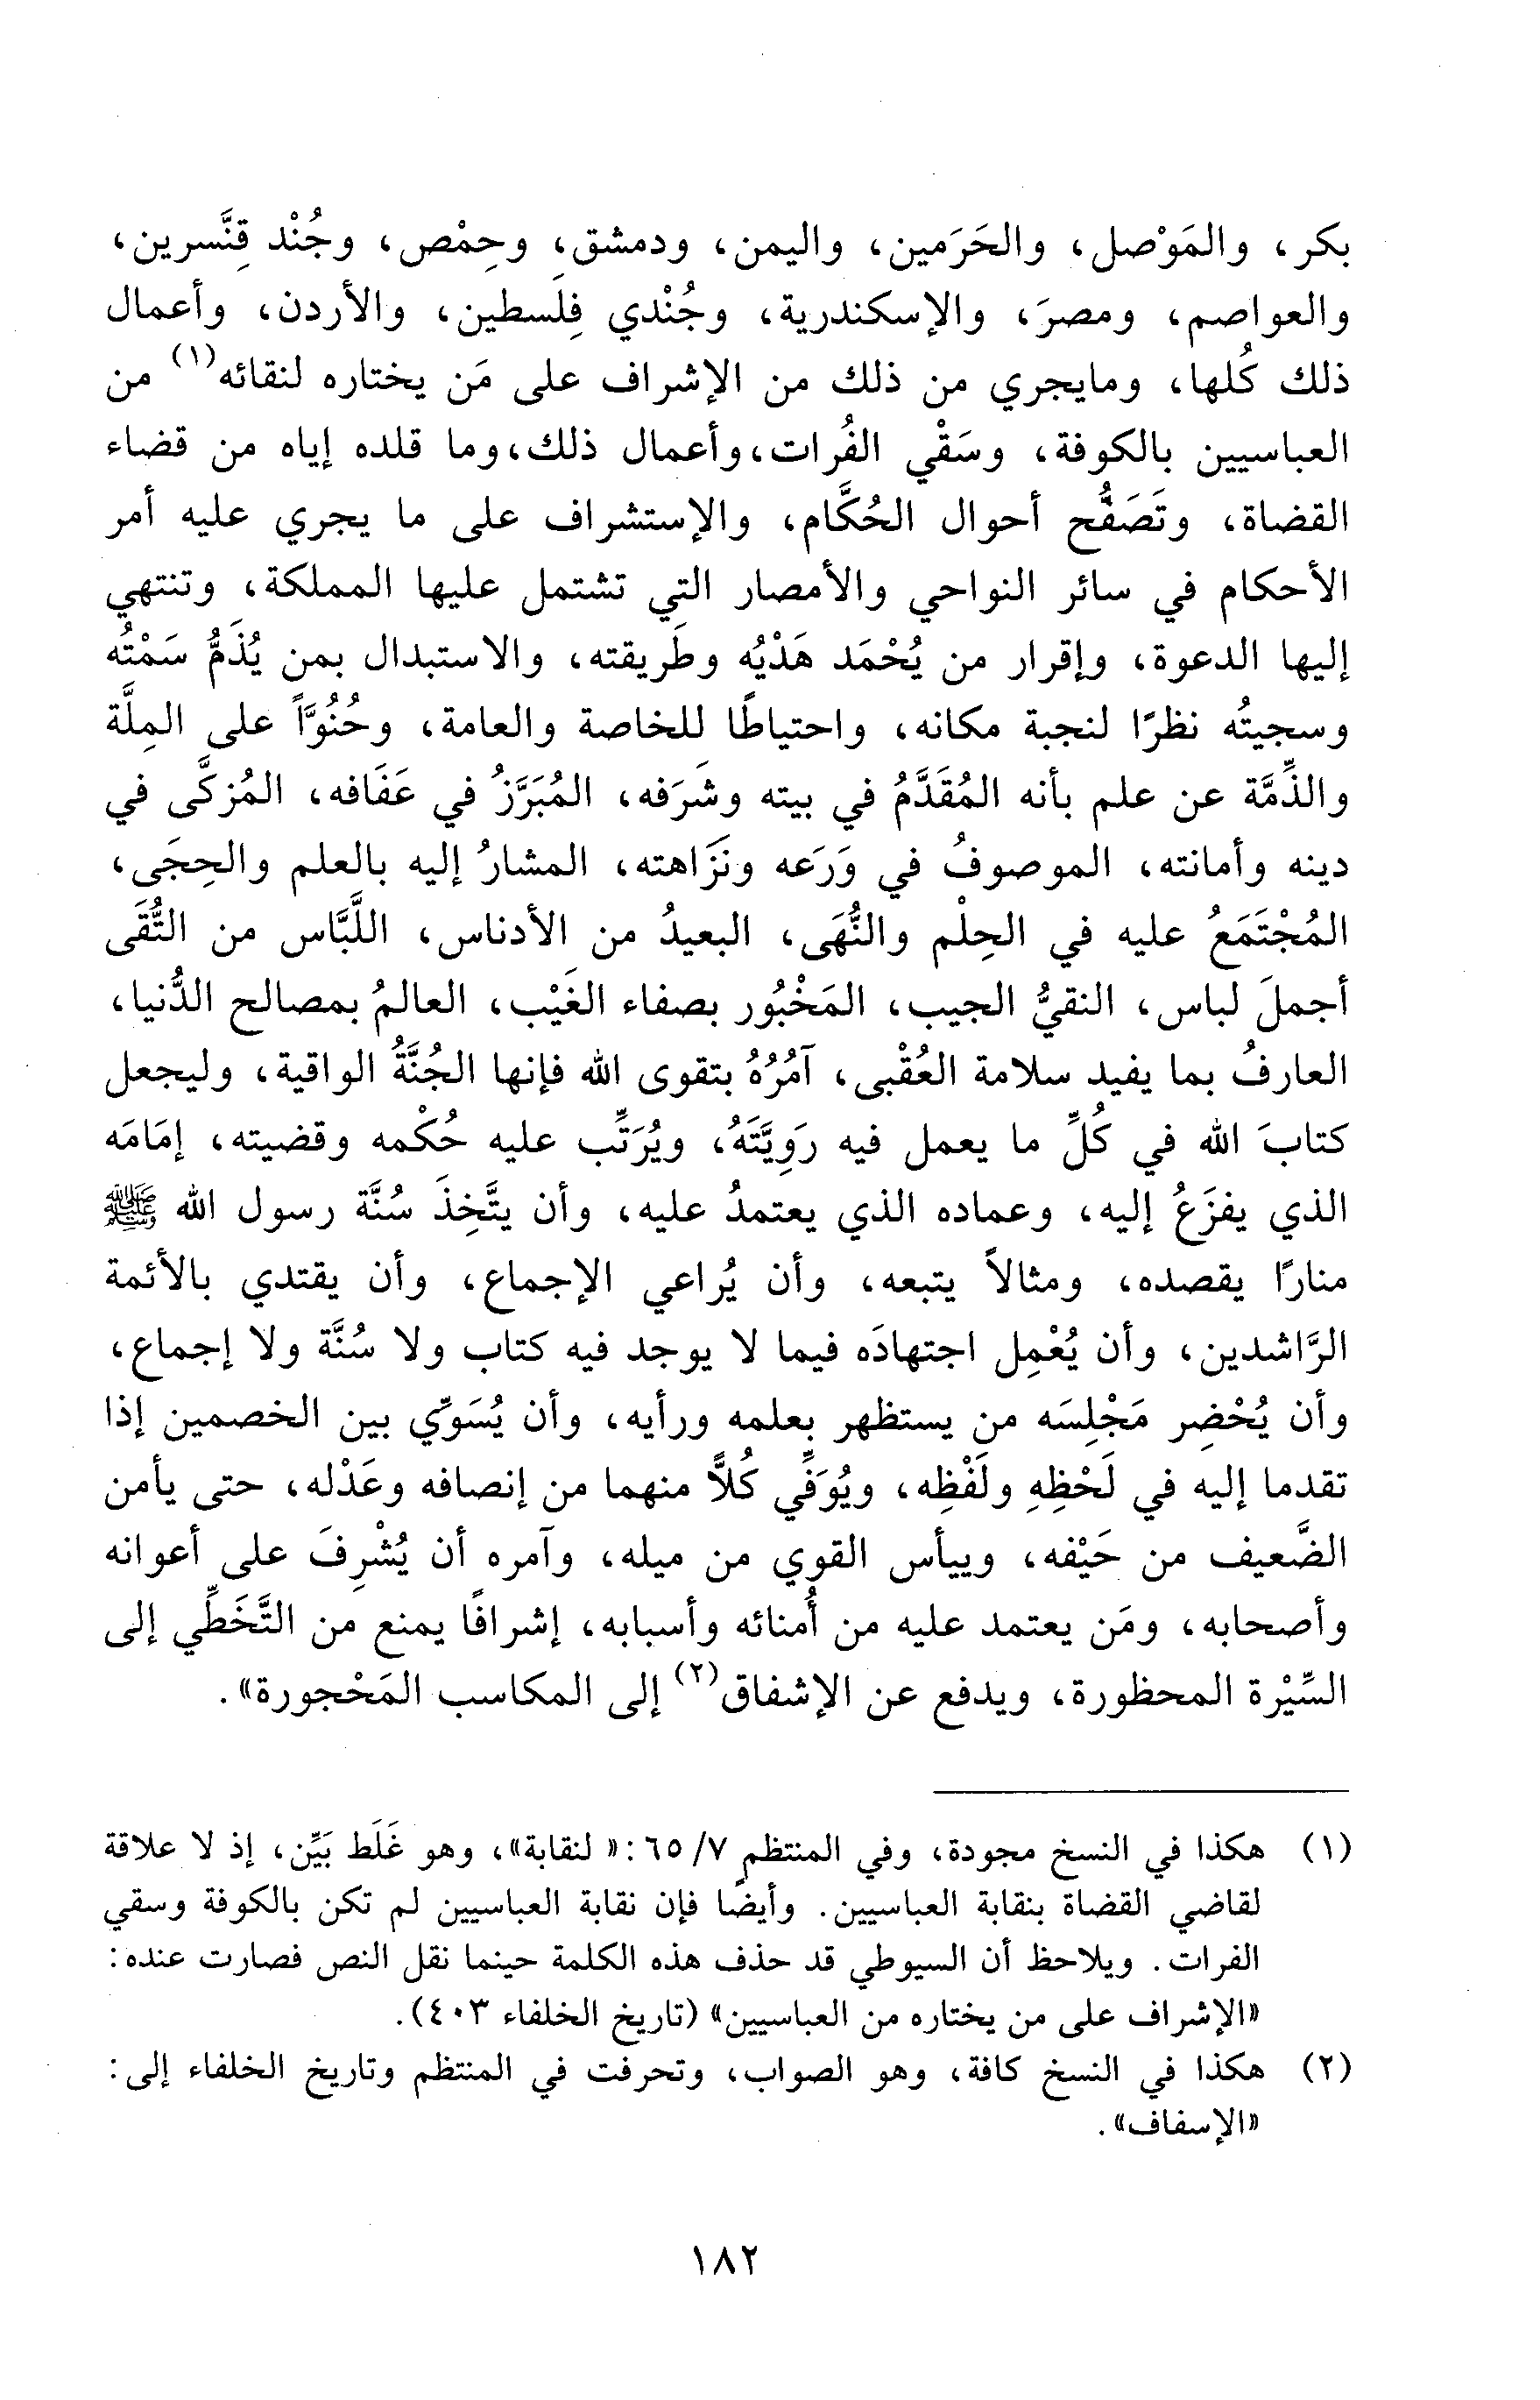 بكر، والمَوْصل، والحَرَمين، واليمن، ودمشق، وحِمْص، وجُنْد قِنَّسرين،
والعواصم، ومصرَ، والإسكندرية، وجُنْدي فِلَسطين، والأردن، وأعمال
ذلك كُلها، ومايجري من ذلك من الإشراف على مَن يختاره لنقائه(١) من
العباسيين بالكوفة، وسَقْي الفُرات،وأعمال ذلك،وما قلده إياه من قضاء
القضاة، وتَصَفُّح أحوال الحُكَّام، والإستشراف على ما يجري عليه أمر
الأحكام في سائر النواحي والأمصار التي تشتمل عليها المملكة، وتنتهي
إليها الدعوة، وإقرار من يُحْمَد هَدْيُه وطَريقته، والاستبدال بمن يُذَمُّ سَمْتُه
وسجيتُه نظرًا لنجبة مكانه، واحتياطًا للخاصة والعامة، وحُنُوَّاً على المِلَّة
والذِّمَّة عن علم بأنه المُقَدَّمُ في بيته وشَرَفه، المُبَرَّزُ في عَفَافه، المُزكَّى في
دينه وأمانته، الموصوفُ في وَرَعه ونَزَاهته، المشارُ إليه بالعلم والحِجَى،
المُجْتَمَعُ عليه في الحِلْم والنُّهَى، البعيدُ من الأدناس، اللَّبَّاس من التُّقَى
أجملَ لباس، النقيُّ الجيب، المَخْبُور بصفاء الغَيْب، العالمُ بمصالح الدُّنيا،
العارفُ بما يفيد سلامة العُقْبى، آمُرُهُ بتقوى الله فإنها الجُنَّةُ الواقية، وليجعل
كتابَ الله في كُلِّ ما يعمل فيه رَوِيَّتَهُ، ويُرَتِّب عليه حُكْمه وقضيته، إمَامَه
الذي يفزَعُ إليه، وعماده الذي يعتمدُ عليه، وأن يتَّخِذَ سُنَّة رسول الله ﷺ
منارًا يقصده، ومثالاً يتبعه، وأن يُراعي الإجماع، وأن يقتدي بالأئمة
الرَّاشدين، وأن يُعْمِل اجتهادَه فيما لا يوجد فيه كتاب ولا سُنَّة ولا إجماع،
وأن يُحْضِر مَجْلِسَه من يستظهر بعلمه ورأيه، وأن يُسَوِّي بين الخصمين إذا
تقدما إليه في لَحْظِهِ ولَفْظِه، ويُوَفِّي كُلاًّ منهما من إنصافه وعَدْله، حتى يأمن
الضَّعيف من حَيْفه، وييأس القوي من ميله، وآمره أن يُشْرِفَ على أعوانه
وأصحابه، ومَن يعتمد عليه من أُمنائه وأسبابه، إشرافًا يمنع من التَّخَطِّي إلى
السِّيْرة المحظورة، ويدفع عن الإشفاق(٢) إلى المكاسب المَحْجورة».
(١) هكذا في النسخ مجودة، وفي المنتظم ٦٥/٧ :« لنقابة»، وهو غَلَط بَيِّن، إذ لا علاقة
لقاضي القضاة بنقابة العباسيين. وأيضًا فإن نقابة العباسيين لم تكن بالكوفة وسقي
الفرات. ويلاحظ أن السيوطي قد حذف هذه الكلمة حينما نقل النص فصارت عنده:
«الإشراف على من يختاره من العباسيين» (تاريخ الخلفاء ٤٠٣).
(٢) هكذا في النسخ كافة، وهو الصواب، وتحرفت في المنتظم وتاريخ الخلفاء إلى:
«الإسفاف».
١٨٢